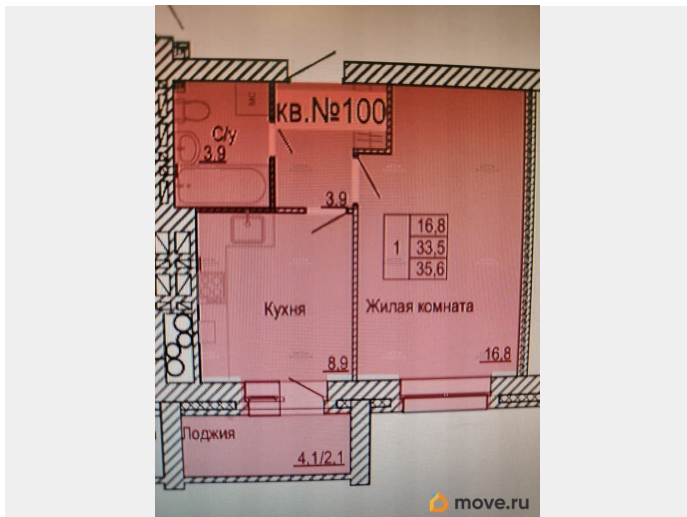 МС
кв.№100
С/у
3.9
3.9
16,8
1
33,5
35,6
Кухня
Жилая комната
8.9
16.8
Лоджия
4.1/2.1
move.ru